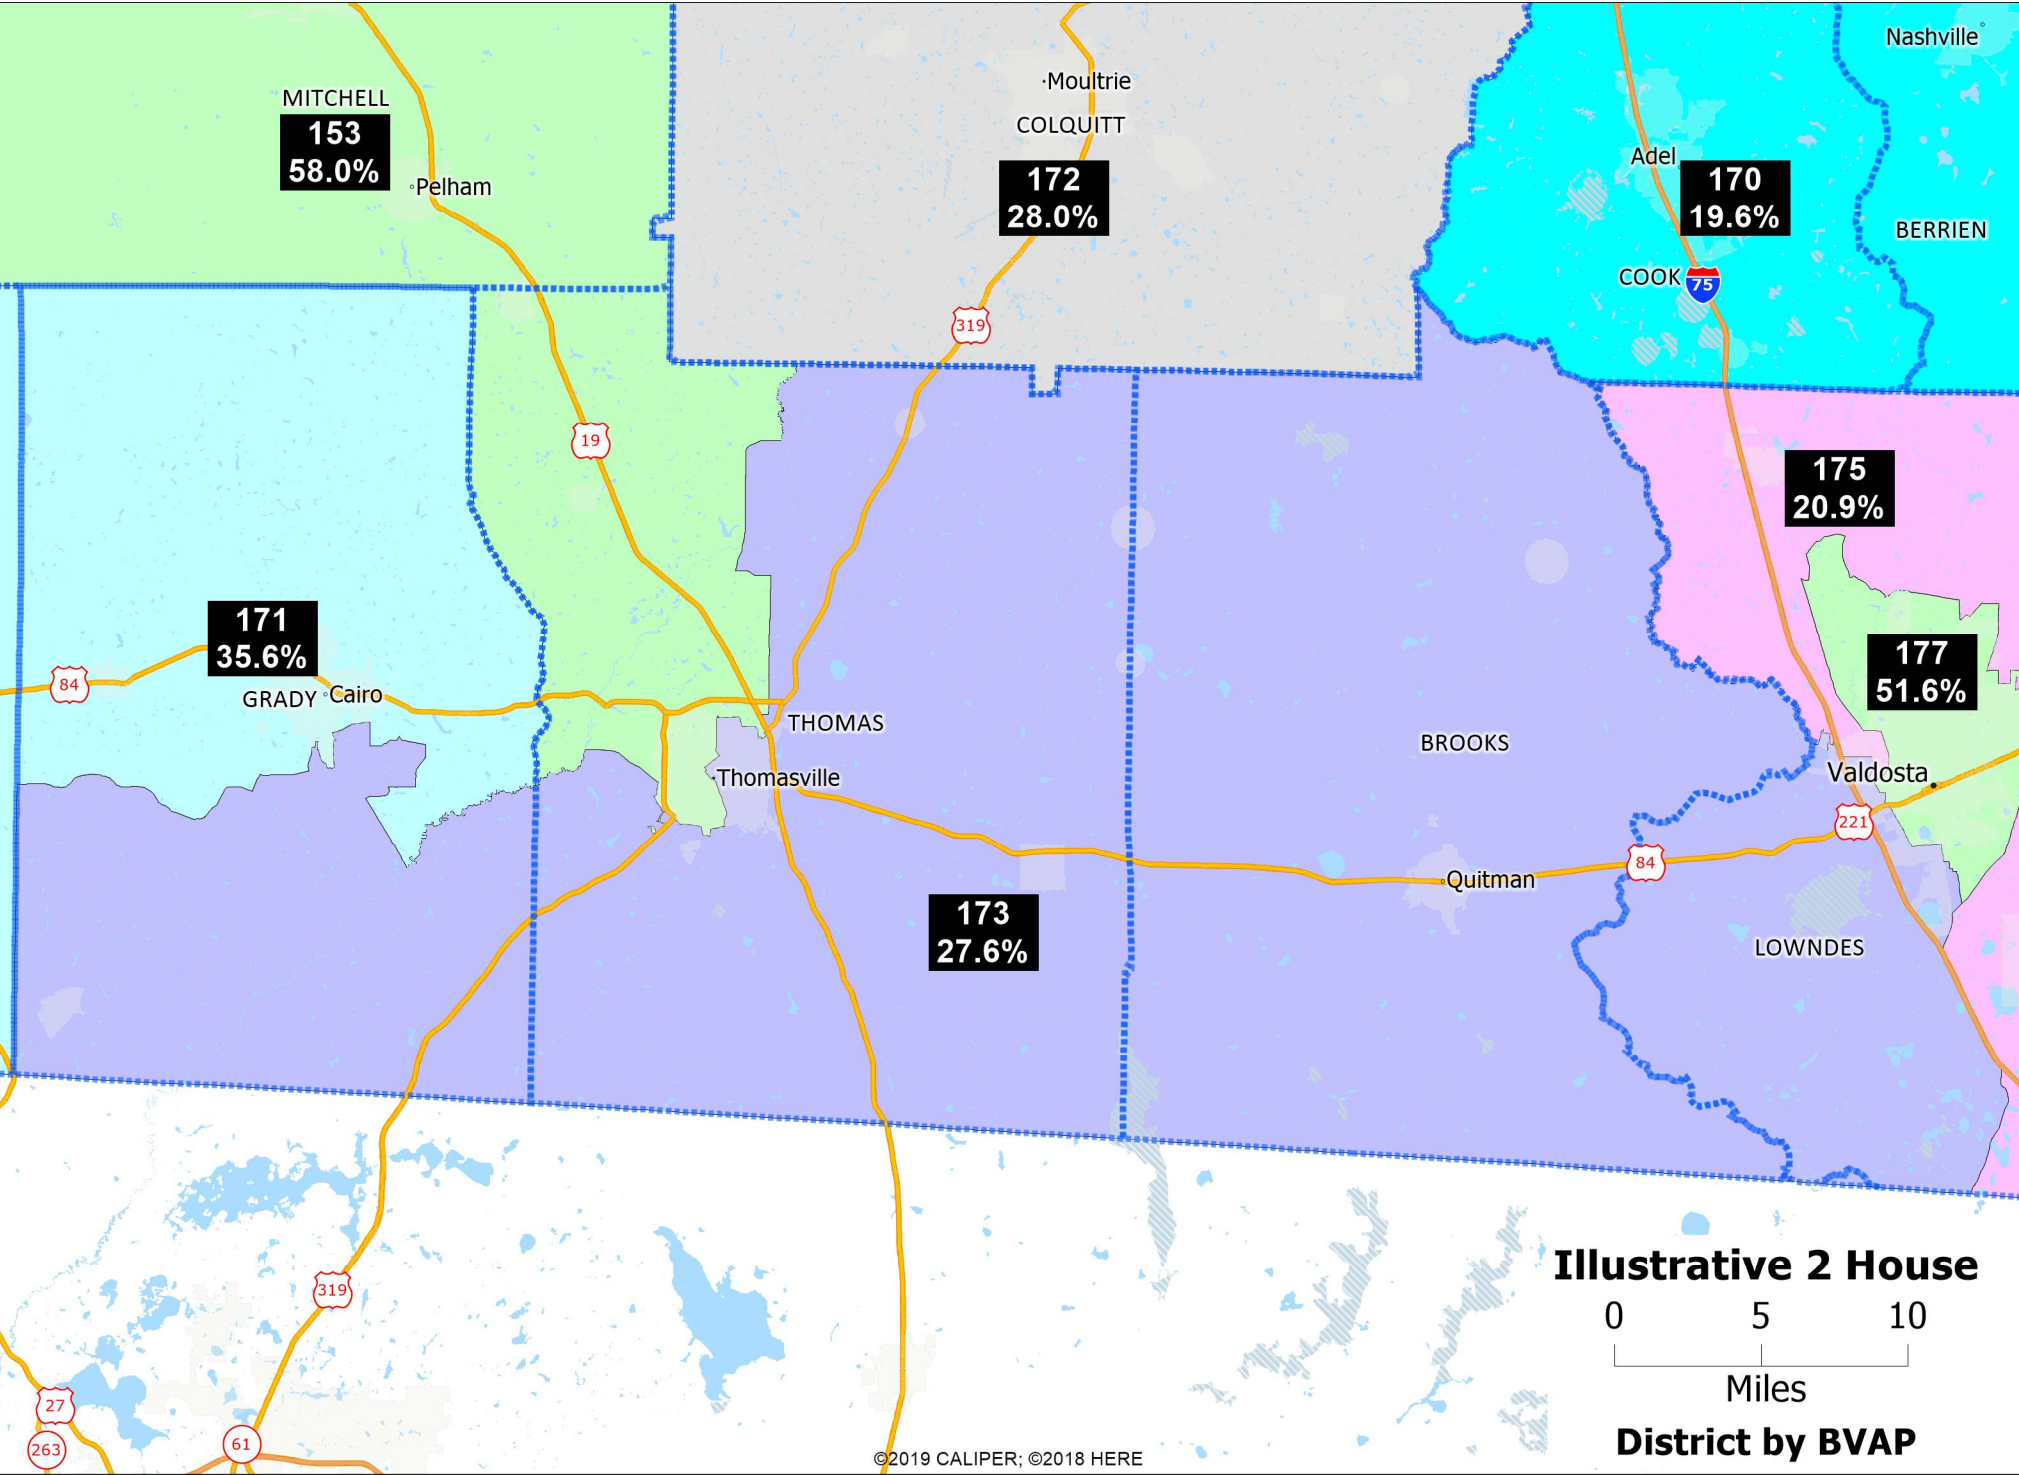 Nashville
MITCHELL
153
58.0%
Pelham
Moultrie
COLQUITT
172
28.0%
Adel
170
19.6%
BERRIEN
COOK
75
319
19
175
20.9%
171
35.6%
84
GRADY
Cairo
177
51.6%
THOMAS
Thomasville
BROOKS
Valdosta
221
84
Quitman
173
27.6%
LOWNDES
319
27
263
61
Illustrative 2 House
0 5 10
Miles
District by BVAP
©2019 CALIPER; ©2018 HERE